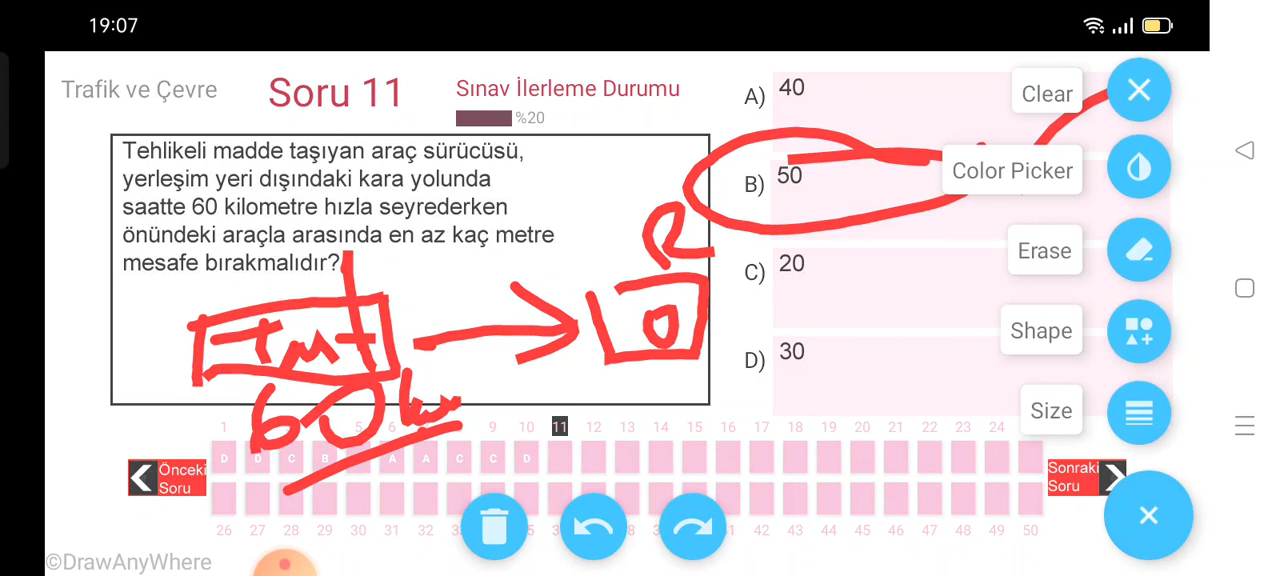 19:07
Trafik ve Çevre
Soru 11
Sınav İlerleme Durumu
%20
Tehlikeli madde taşıyan araç sürücüsü,
yerleşim yeri dışındaki kara yolunda
saatte 60 kilometre hızla seyrederken
önündeki araçla arasında en az kaç metre
mesafe bırakmalıdır?
TM
60 km
A) 40
B) 50
C) 20
D) 30
Clear
Color Picker
Erase
Shape
Size
1 5 6 9 10 11 12 13 14 15 16 17 18 19 20 21 22 23 24
D D C B A A C C D
Önceki
Soru
Sonraki
Soru
26 27 28 29 30 31 32 42 43 44 45 46 47 48 49 50
©DrawAnyWhere